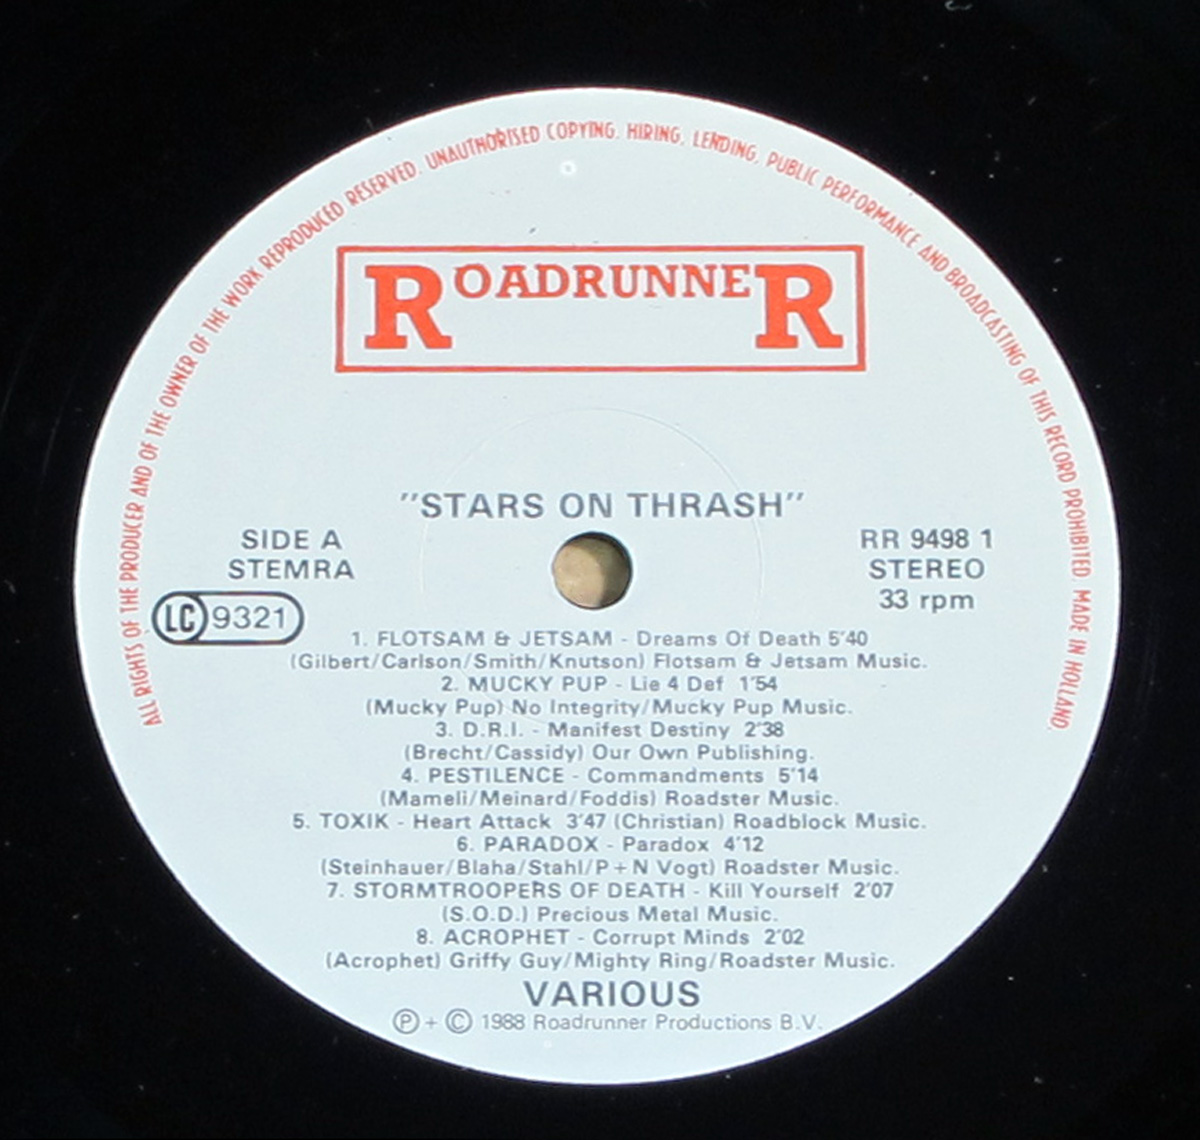 ALL RIGHTS OF THE PRODUCER AND OF THE OWNER OF THE WORK REPRODUCED RESERVED. UNAUTHORISED COPYING, HIRING, LENDING, PUBLIC PERFORMANCE AND BROADCASTING OF THIS RECORD PROHIBITED. MADE IN HOLLAND.
ROADRUNNER
"STARS ON THRASH"
SIDE A
STEMRA
LC 9321
RR 9498 1
STEREO
33 rpm
1. FLOTSAM & JETSAM - Dreams Of Death 5'40
(Gilbert/Carlson/Smith/Knutson) Flotsam & Jetsam Music.
2. MUCKY PUP - Lie 4 Def 1'54
(Mucky Pup) No Integrity/Mucky Pup Music.
3. D.R.I. - Manifest Destiny 2'38
(Brecht/Cassidy) Our Own Publishing.
4. PESTILENCE - Commandments 5'14
(Mameli/Meinard/Foddis) Roadster Music.
5. TOXIK - Heart Attack 3'47 (Christian) Roadblock Music.
6. PARADOX - Paradox 4'12
(Steinhauer/Blaha/Stahl/P+N Vogt) Roadster Music.
7. STORMTROOPERS OF DEATH - Kill Yourself 2'07
(S.O.D.) Precious Metal Music.
8. ACROPHET - Corrupt Minds 2'02
(Acrophet) Griffy Guy/Mighty Ring/Roadster Music.
VARIOUS
Ⓟ + © 1988 Roadrunner Productions B.V.